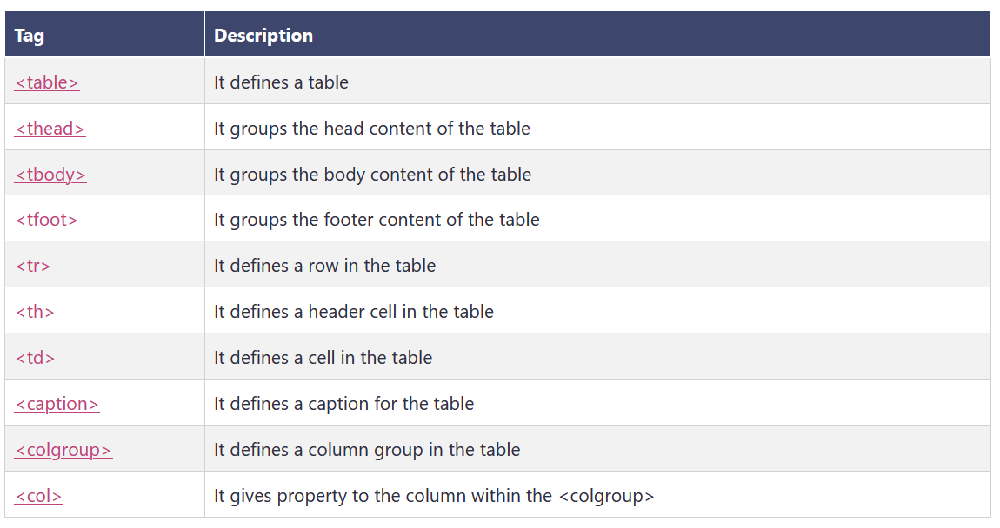 Tag Description
<table> It defines a table
<thead> It groups the head content of the table
<tbody> It groups the body content of the table
<tfoot> It groups the footer content of the table
<tr> It defines a row in the table
<th> It defines a header cell in the table
<td> It defines a cell in the table
<caption> It defines a caption for the table
<colgroup> It defines a column group in the table
<col> It gives property to the column within the <colgroup>